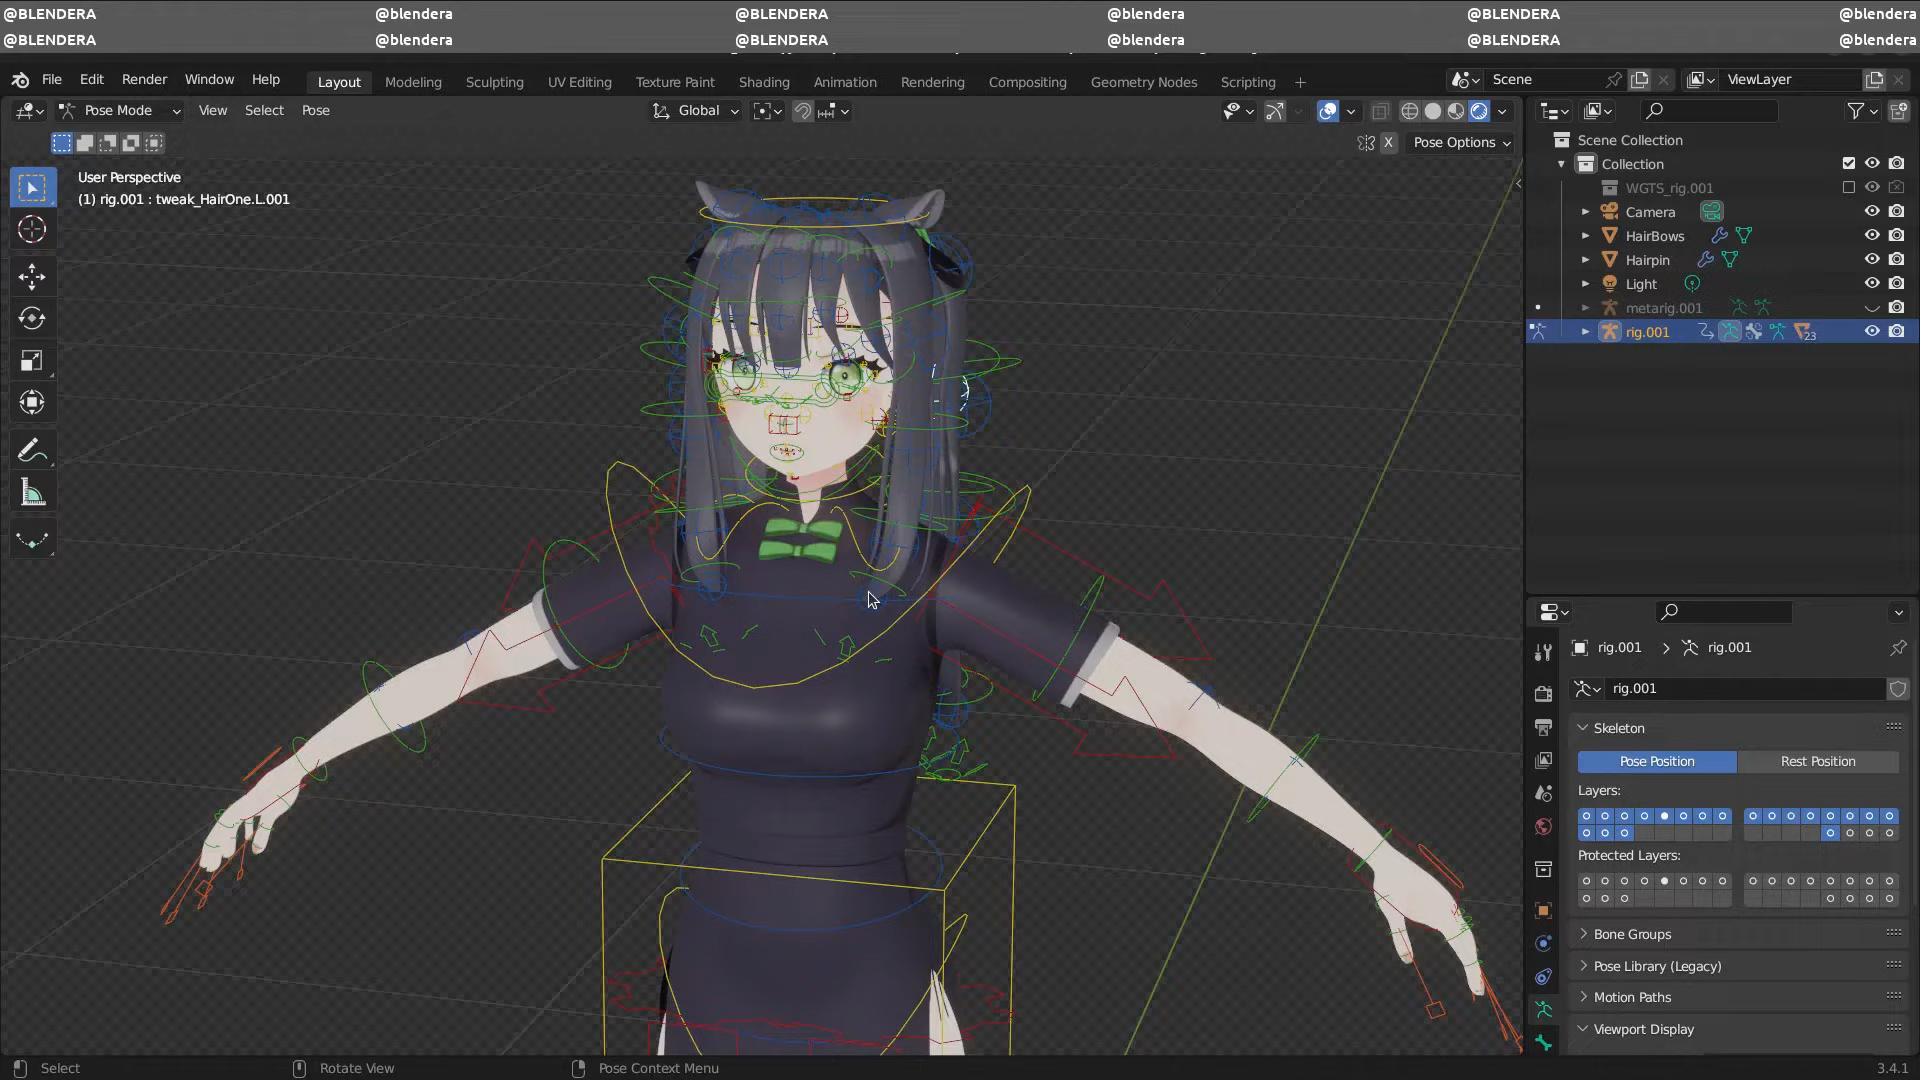 @BLENDERA @blendera @BLENDERA @blendera @BLENDERA @blendera
@BLENDERA @blendera @BLENDERA @blendera @BLENDERA @blendera
File Edit Render Window Help Layout Modeling Sculpting UV Editing Texture Paint Shading Animation Rendering Compositing Geometry Nodes Scripting + Scene ViewLayer
Pose Mode View Select Pose Global
X Pose Options
User Perspective
(1) rig.001 : tweak_HairOne.L.001
Scene Collection
Collection
WGTS_rig.001
Camera
HairBows
Hairpin
Light
metarig.001
rig.001 23
rig.001 > rig.001
rig.001
Skeleton
Pose Position Rest Position
Layers:
Protected Layers:
Bone Groups
Pose Library (Legacy)
Motion Paths
Viewport Display
Select Rotate View Pose Context Menu 3.4.1